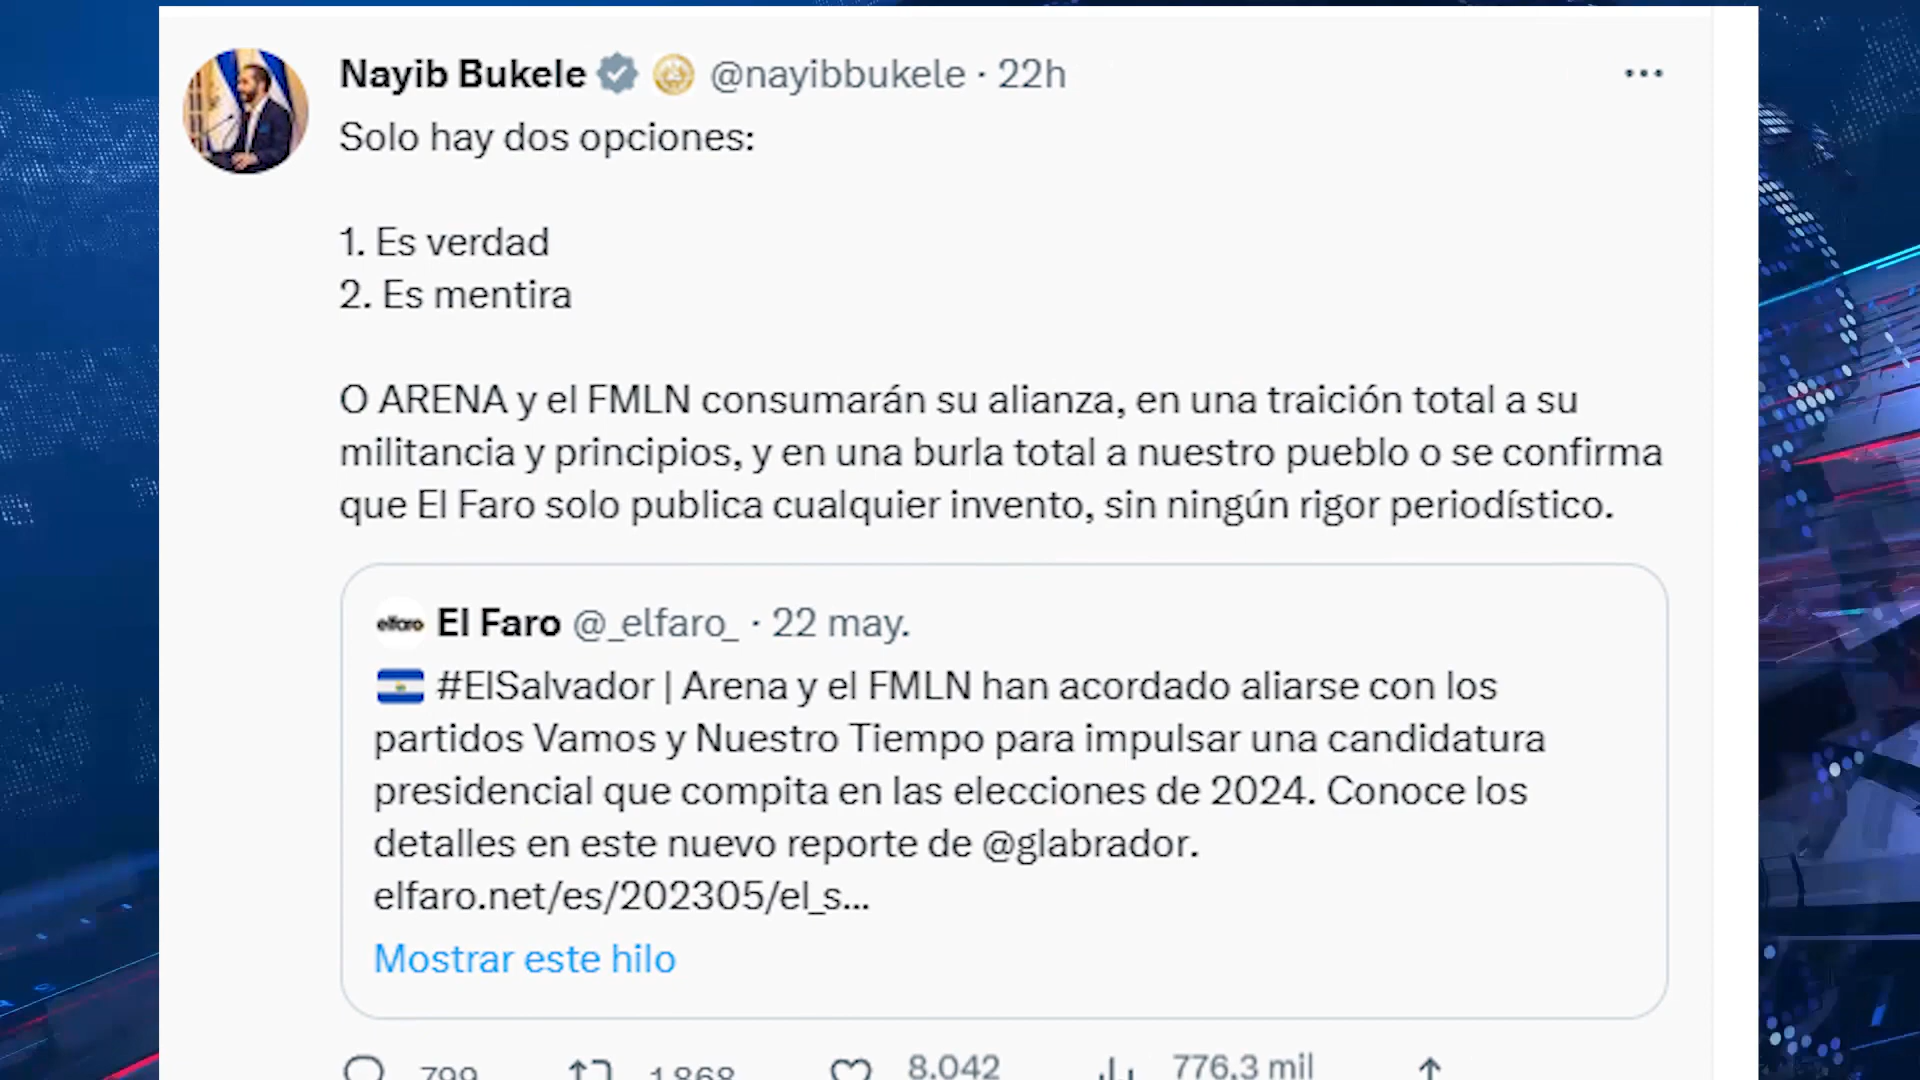 Nayib Bukele @nayibbukele · 22h
Solo hay dos opciones:
1. Es verdad
2. Es mentira
O ARENA y el FMLN consumarán su alianza, en una traición total a su
militancia y principios, y en una burla total a nuestro pueblo o se confirma
que El Faro solo publica cualquier invento, sin ningún rigor periodístico.
elfaro El Faro @_elfaro_ · 22 may.
#ElSalvador | Arena y el FMLN han acordado aliarse con los
partidos Vamos y Nuestro Tiempo para impulsar una candidatura
presidencial que compita en las elecciones de 2024. Conoce los
detalles en este nuevo reporte de @glabrador.
elfaro.net/es/202305/el_s...
Mostrar este hilo
799 1.868 8.042 776,3 mil